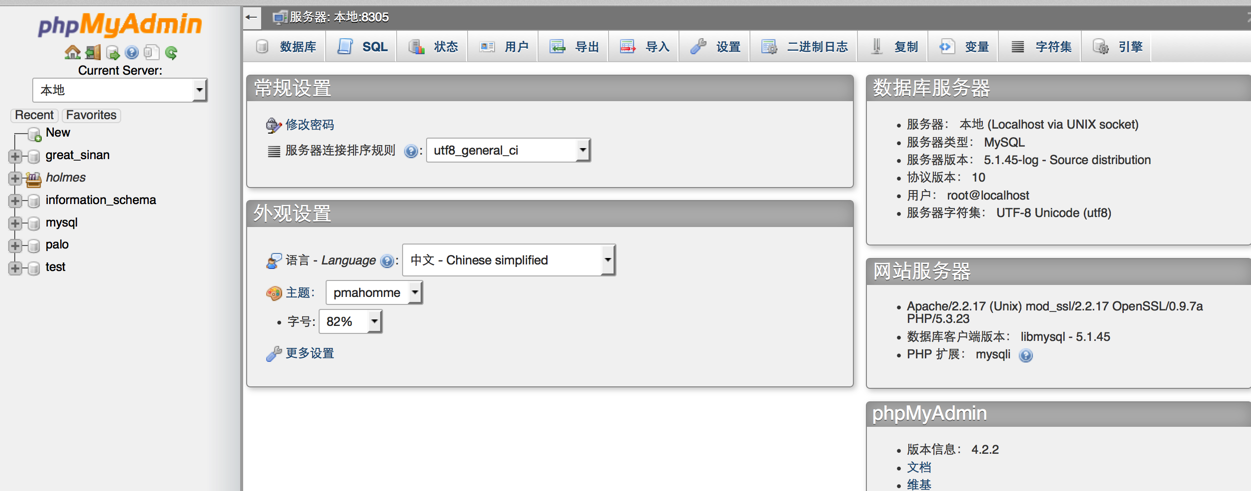 phpMyAdmin
Current Server:
本地
Recent Favorites
New
great_sinan
holmes
information_schema
mysql
palo
test
服务器: 本地:8305
数据库 SQL 状态 用户 导出 导入 设置 二进制日志 复制 变量 字符集 引擎
常规设置
修改密码
服务器连接排序规则 : utf8_general_ci
外观设置
语言 - Language : 中文 - Chinese simplified
主题: pmahomme
字号: 82%
更多设置
数据库服务器
服务器: 本地 (Localhost via UNIX socket)
服务器类型: MySQL
服务器版本: 5.1.45-log - Source distribution
协议版本: 10
用户: root@localhost
服务器字符集: UTF-8 Unicode (utf8)
网站服务器
Apache/2.2.17 (Unix) mod_ssl/2.2.17 OpenSSL/0.9.7a
PHP/5.3.23
数据库客户端版本: libmysql - 5.1.45
PHP 扩展: mysqli
phpMyAdmin
版本信息: 4.2.2
文档
维基